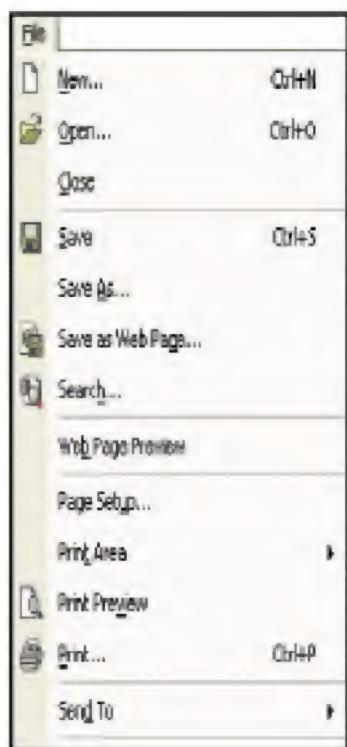 File
New... Ctrl+N
Open... Ctrl+O
Close
Save Ctrl+S
Save As...
Save as Web Page...
Search...
Web Page Preview
Page Setup...
Print Area
Print Preview
Print... Ctrl+P
Send To